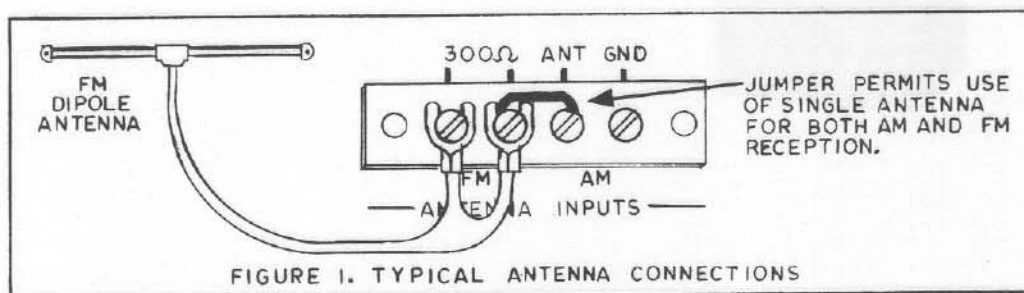 300Ω ANT GND
FM
DIPOLE
ANTENNA
JUMPER PERMITS USE
OF SINGLE ANTENNA
FOR BOTH AM AND FM
RECEPTION.
FM AM
ANTENNA INPUTS
FIGURE 1. TYPICAL ANTENNA CONNECTIONS